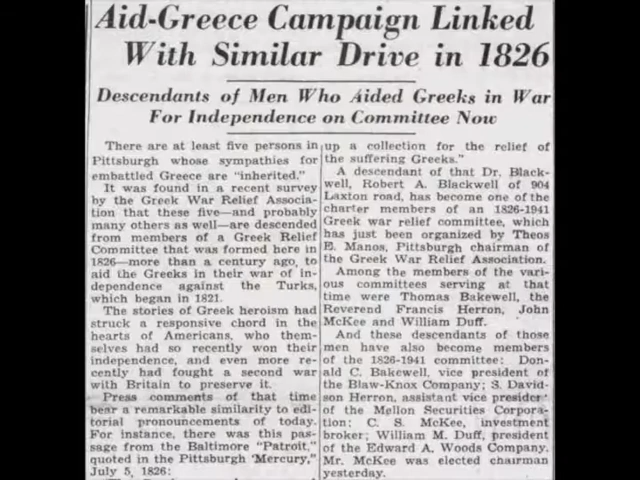 Aid-Greece Campaign Linked
With Similar Drive in 1826
Descendants of Men Who Aided Greeks in War
For Independence on Committee Now
There are at least five persons in
Pittsburgh whose sympathies for
embattled Greece are "inherited."
It was found in a recent survey
by the Greek War Relief Associa-
tion that these five—and probably
many others as well—are descended
from members of a Greek Relief
Committee that was formed here in
1826—more than a century ago, to
aid the Greeks in their war of in-
dependence against the Turks,
which began in 1821.
The stories of Greek heroism had
struck a responsive chord in the
hearts of Americans, who them-
selves had so recently won their
independence, and even more re-
cently had fought a second war
with Britain to preserve it.
Press comments of that time
bear a remarkable similarity to edi-
torial pronouncements of today.
For instance, there was this pas-
sage from the Baltimore "Patroit,"
quoted in the Pittsburgh 'Mercury,"
July 5, 1826:
up a collection for the relief of
the suffering Greeks."
A descendant of that Dr. Black-
well, Robert A. Blackwell of 904
Laxton road, has become one of the
charter members of an 1826-1941
Greek war relief committee, which
has just been organized by Theos
E. Manos, Pittsburgh chairman of
the Greek War Relief Association.
Among the members of the vari-
ous committees serving at that
time were Thomas Bakewell, the
Reverend Francis Herron, John
McKee and William Duff.
And these descendants of those
men have also become members
of the 1826-1941 committee: Don-
ald C. Bakewell, vice president of
the Blaw-Knox Company; S. David-
son Herron, assistant vice president
of the Mellon Securities Corpora-
tion; C. S. McKee, investment
broker; William M. Duff, president
of the Edward A. Woods Company.
Mr. McKee was elected chairman
yesterday.